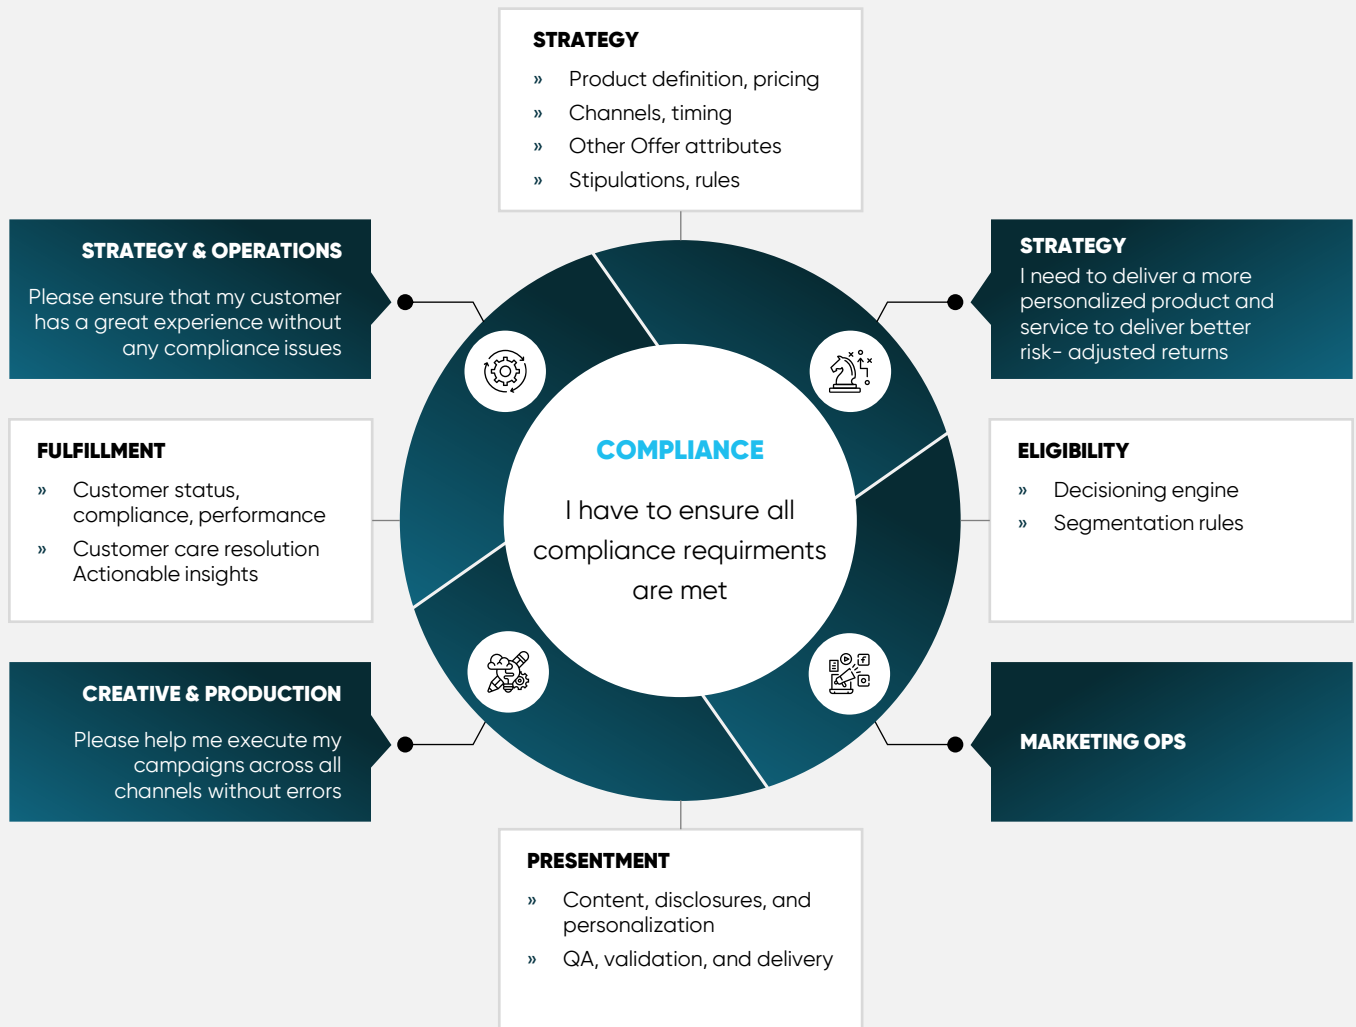 STRATEGY
» Product definition, pricing
» Channels, timing
» Other Offer attributes
» Stipulations, rules
STRATEGY & OPERATIONS
Please ensure that my customer
has a great experience without
any compliance issues
STRATEGY
I need to deliver a more
personalized product and
service to deliver better
risk- adjusted returns
FULFILLMENT
» Customer status,
compliance, performance
» Customer care resolution
Actionable insights
COMPLIANCE
I have to ensure all
compliance requirments
are met
ELIGIBILITY
» Decisioning engine
» Segmentation rules
CREATIVE & PRODUCTION
Please help me execute my
campaigns across all
channels without errors
MARKETING OPS
PRESENTMENT
» Content, disclosures, and
personalization
» QA, validation, and delivery